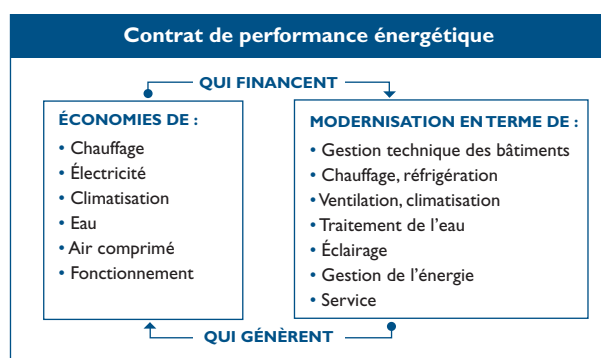 Contrat de performance énergétique
QUI FINANCENT
ÉCONOMIES DE :
• Chauffage
• Électricité
• Climatisation
• Eau
• Air comprimé
• Fonctionnement
MODERNISATION EN TERME DE :
• Gestion technique des bâtiments
• Chauffage, réfrigération
• Ventilation, climatisation
• Traitement de l'eau
• Éclairage
• Gestion de l'énergie
• Service
QUI GÉNÈRENT